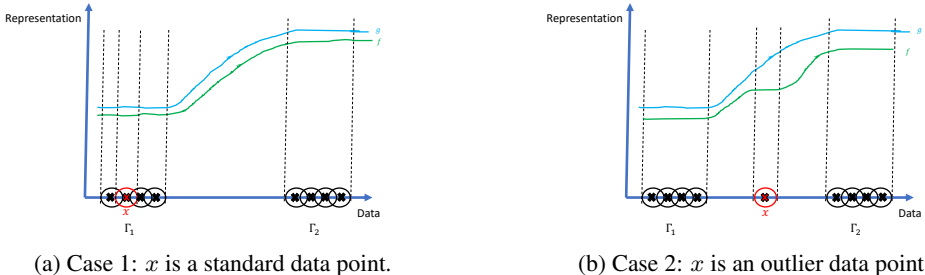 Representation
g
f
x
Data
Γ1
Γ2
(a) Case 1: x is a standard data point.
Representation
g
f
x
Data
Γ1
Γ2
(b) Case 2: x is an outlier data point